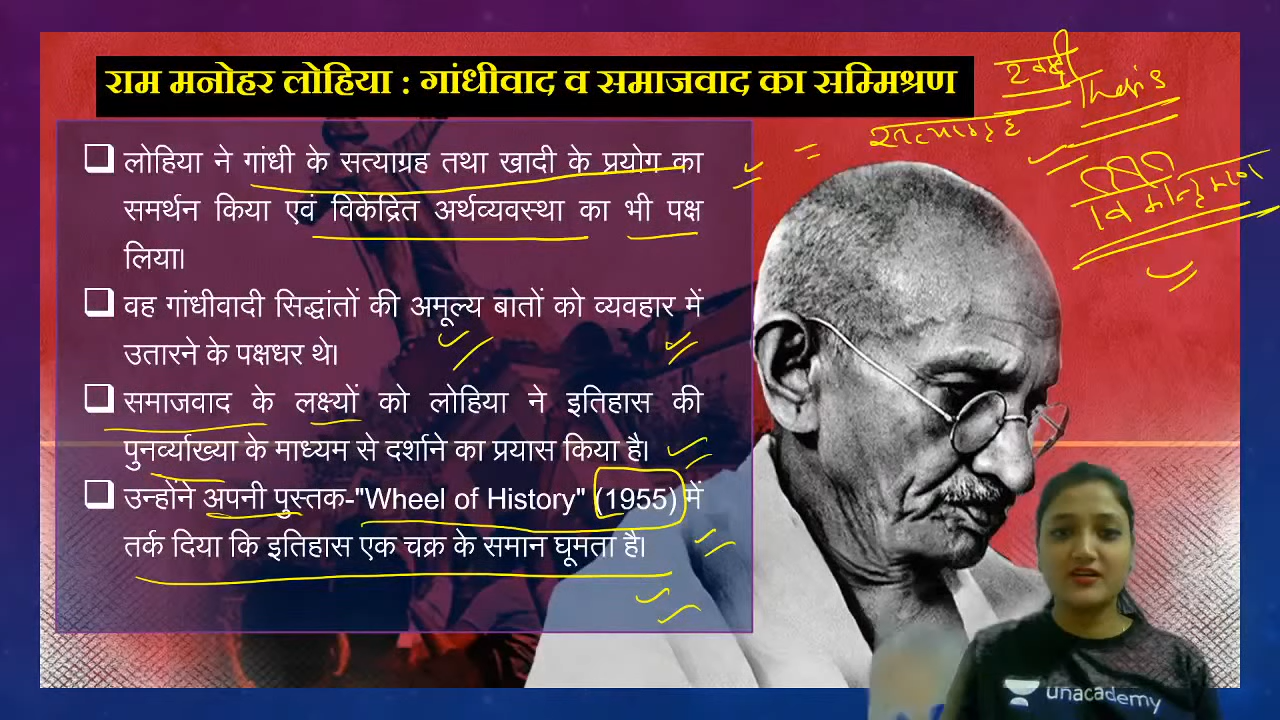 राम मनोहर लोहिया : गांधीवाद व समाजवाद का सम्मिश्रण
लोहिया ने गांधी के सत्याग्रह तथा खादी के प्रयोग का
समर्थन किया एवं विकेद्रित अर्थव्यवस्था का भी पक्ष
लिया।
वह गांधीवादी सिद्धांतों की अमूल्य बातों को व्यवहार में
उतारने के पक्षधर थे।
समाजवाद के लक्ष्यों को लोहिया ने इतिहास की
पुनर्व्याख्या के माध्यम से दर्शाने का प्रयास किया है।
उन्होंने अपनी पुस्तक-"Wheel of History" (1955) में
तर्क दिया कि इतिहास एक चक्र के समान घूमता है।
= सत्याग्रह
unacademy